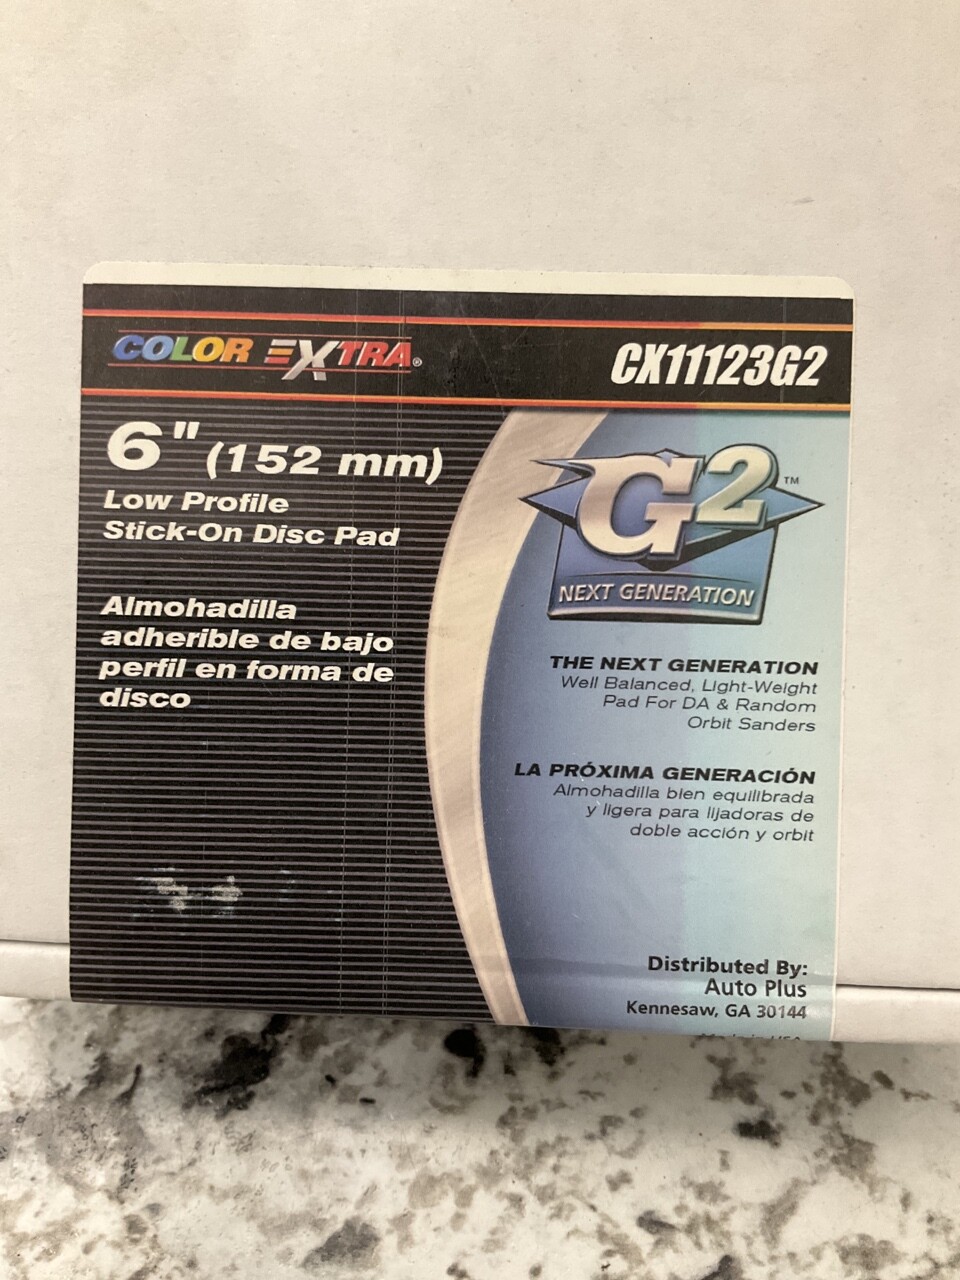 COLOR EXTRA®
CX11123G2
6" (152 mm)
Low Profile
Stick-On Disc Pad
Almohadilla
adherible de bajo
perfil en forma de
disco
G2™
NEXT GENERATION
THE NEXT GENERATION
Well Balanced, Light-Weight
Pad For DA & Random
Orbit Sanders
LA PRÓXIMA GENERACIÓN
Almohadilla bien equilibrada
y ligera para lijadoras de
doble acción y orbit
Distributed By:
Auto Plus
Kennesaw, GA 30144